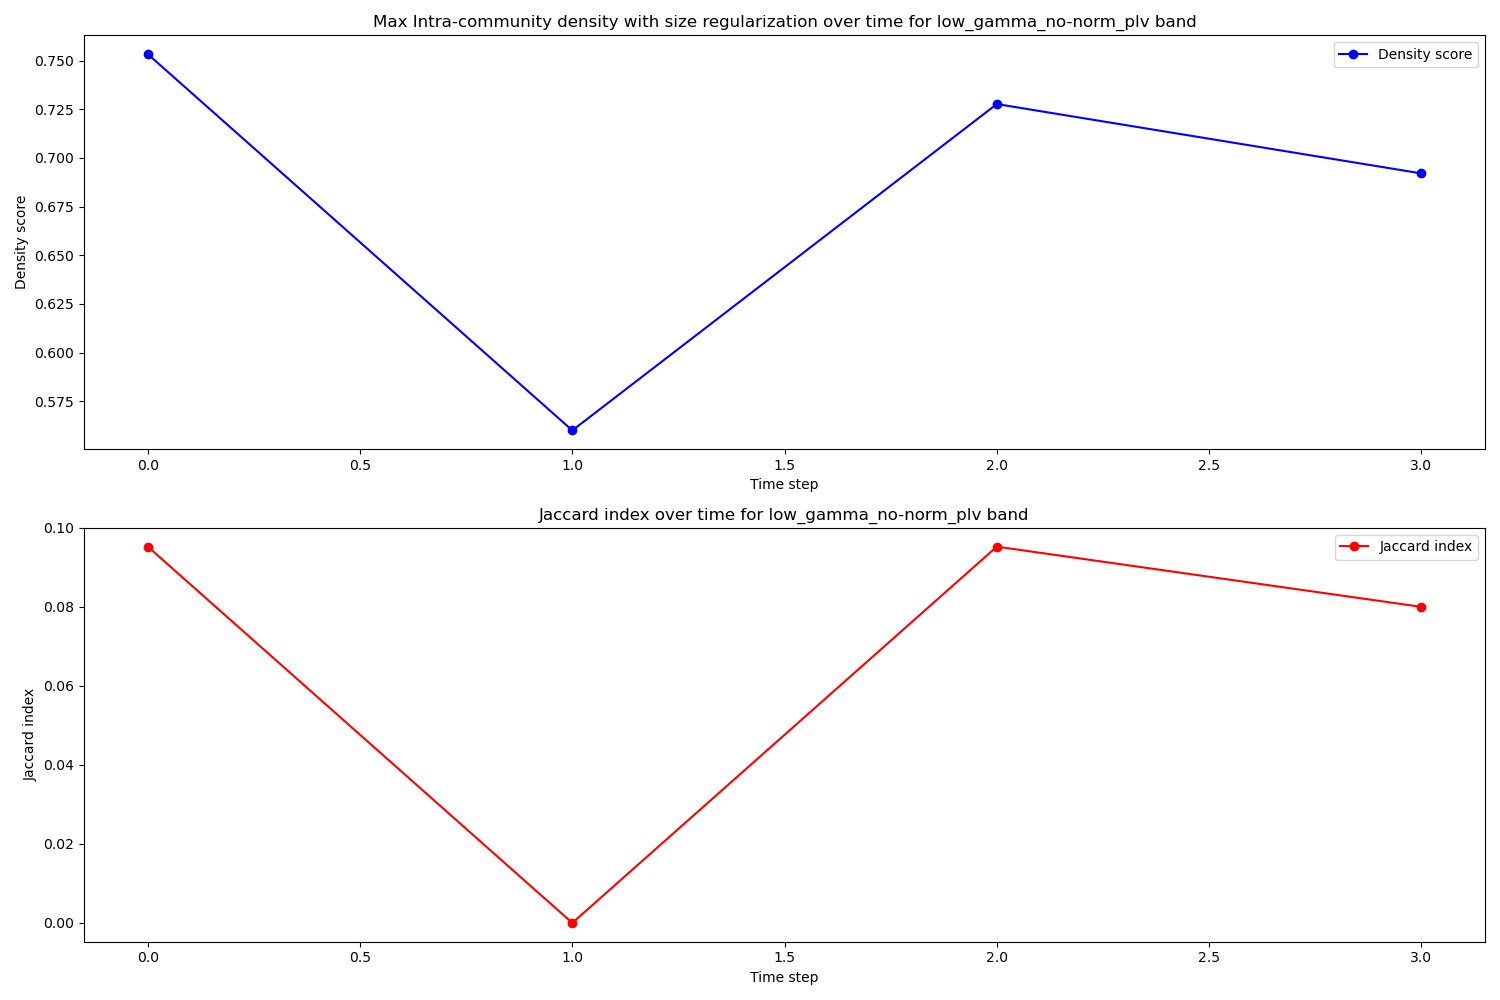 Max Intra-community density with size regularization over time for low_gamma_no-norm_plv band
Density score
0.750
0.725
0.700
0.675
0.650
0.625
0.600
0.575
Density score
0.0 0.5 1.0 1.5 2.0 2.5 3.0
Time step
Jaccard index over time for low_gamma_no-norm_plv band
Jaccard index
0.10
0.08
0.06
0.04
0.02
0.00
Jaccard index
0.0 0.5 1.0 1.5 2.0 2.5 3.0
Time step